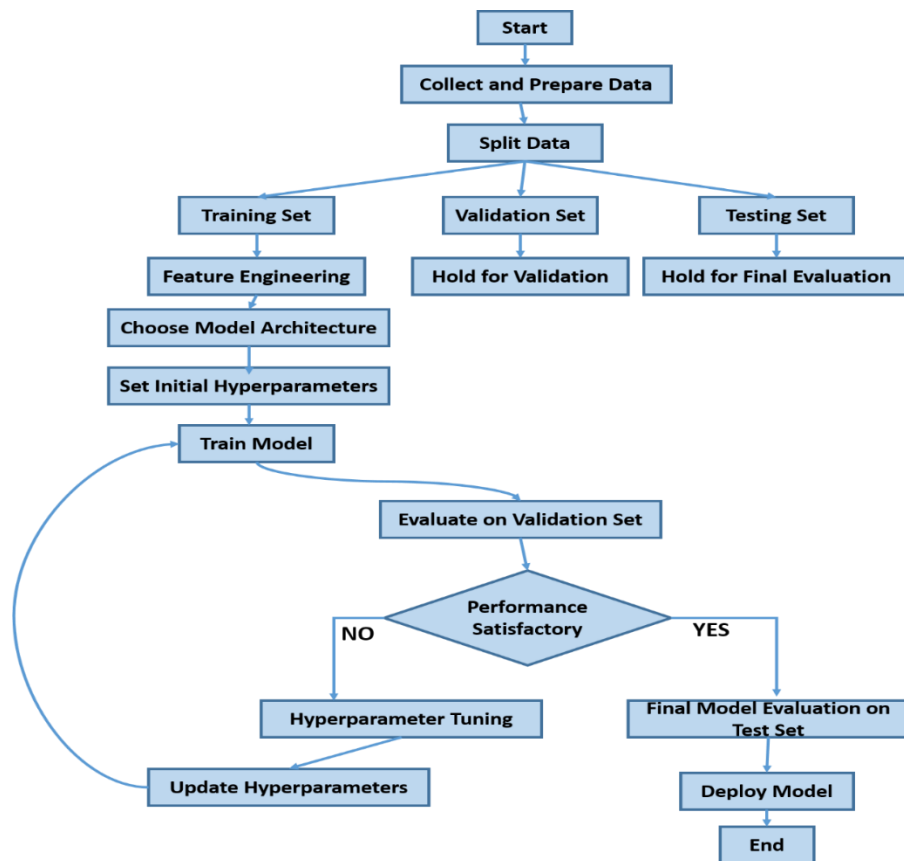 Start
Collect and Prepare Data
Split Data
Training Set
Validation Set
Testing Set
Feature Engineering
Hold for Validation
Hold for Final Evaluation
Choose Model Architecture
Set Initial Hyperparameters
Train Model
Evaluate on Validation Set
Performance
Satisfactory
NO
YES
Hyperparameter Tuning
Final Model Evaluation on
Test Set
Update Hyperparameters
Deploy Model
End